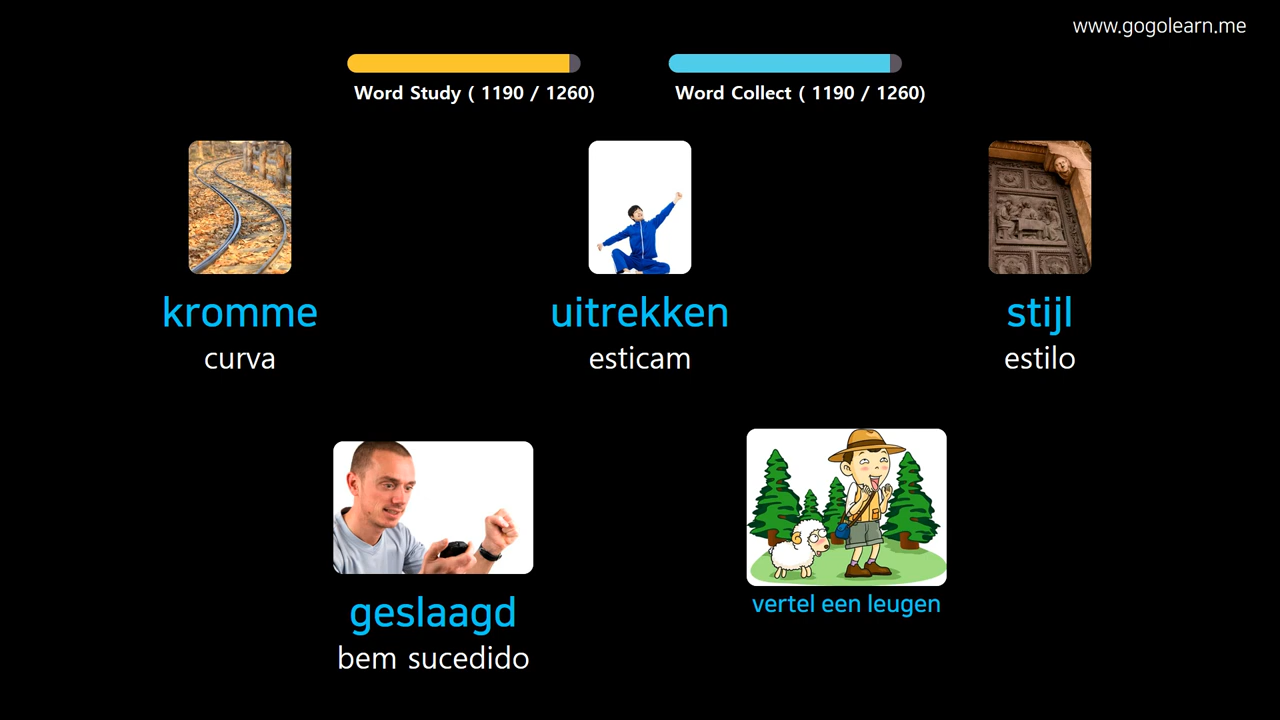 www.gogolearn.me
Word Study ( 1190 / 1260)
Word Collect ( 1190 / 1260)
kromme
curva
uitrekken
esticam
stijl
estilo
geslaagd
bem sucedido
vertel een leugen